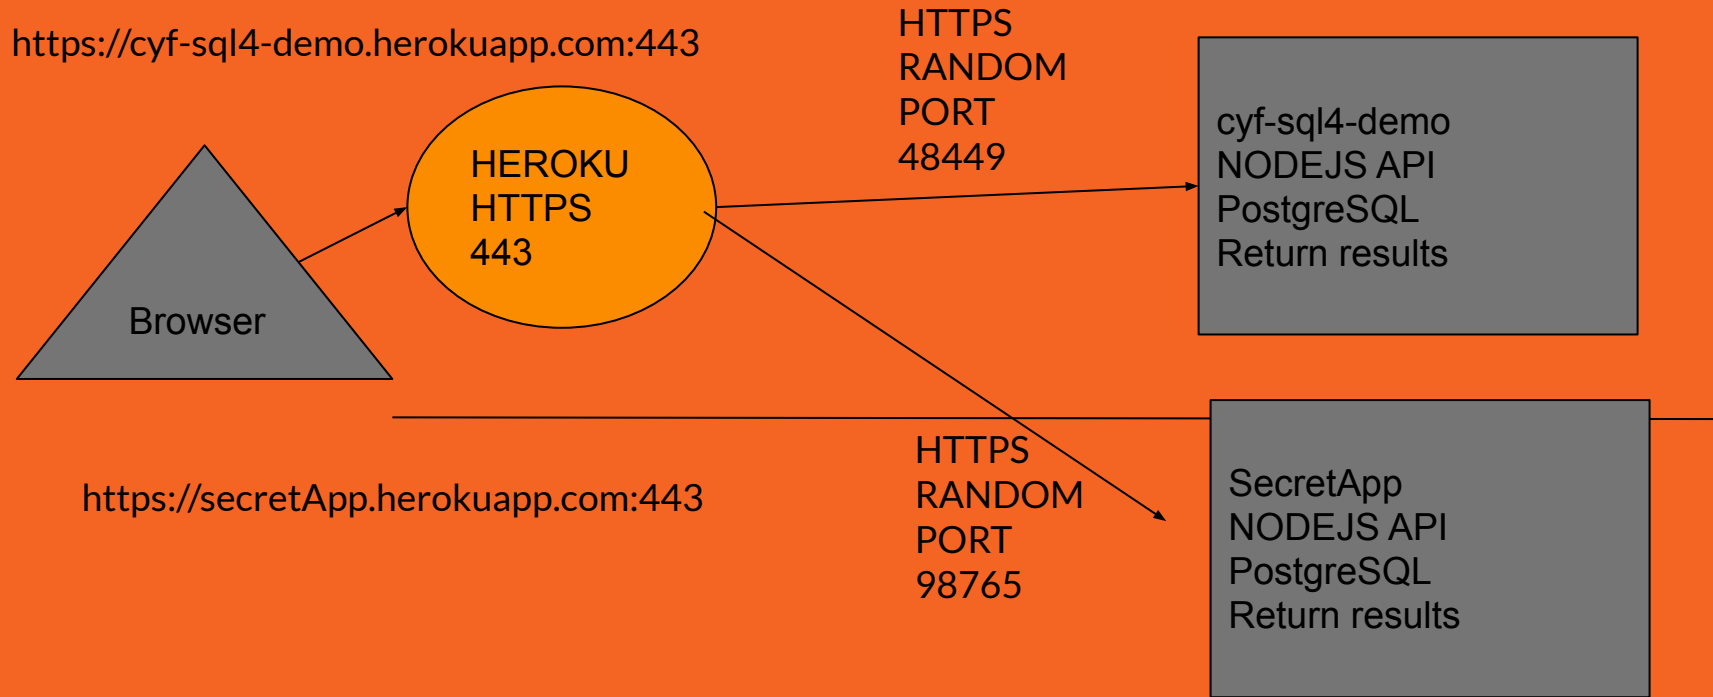 https://cyf-sql4-demo.herokuapp.com:443
HTTPS
RANDOM
PORT
48449
HEROKU
HTTPS
443
cyf-sql4-demo
NODEJS API
PostgreSQL
Return results
Browser
https://secretApp.herokuapp.com:443
HTTPS
RANDOM
PORT
98765
SecretApp
NODEJS API
PostgreSQL
Return results